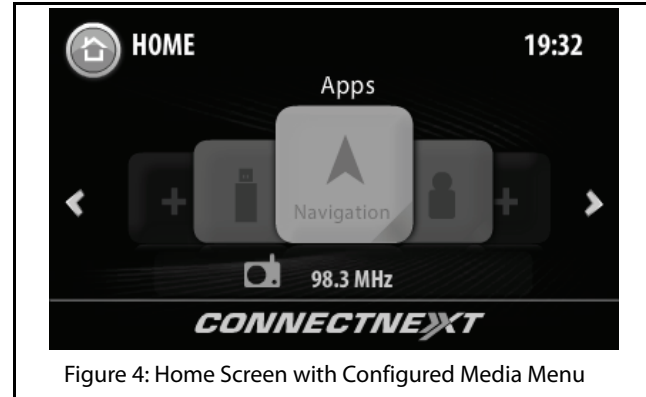 HOME 19:32
Apps
Navigation
98.3 MHz
CONNECTNEXT
Figure 4: Home Screen with Configured Media Menu